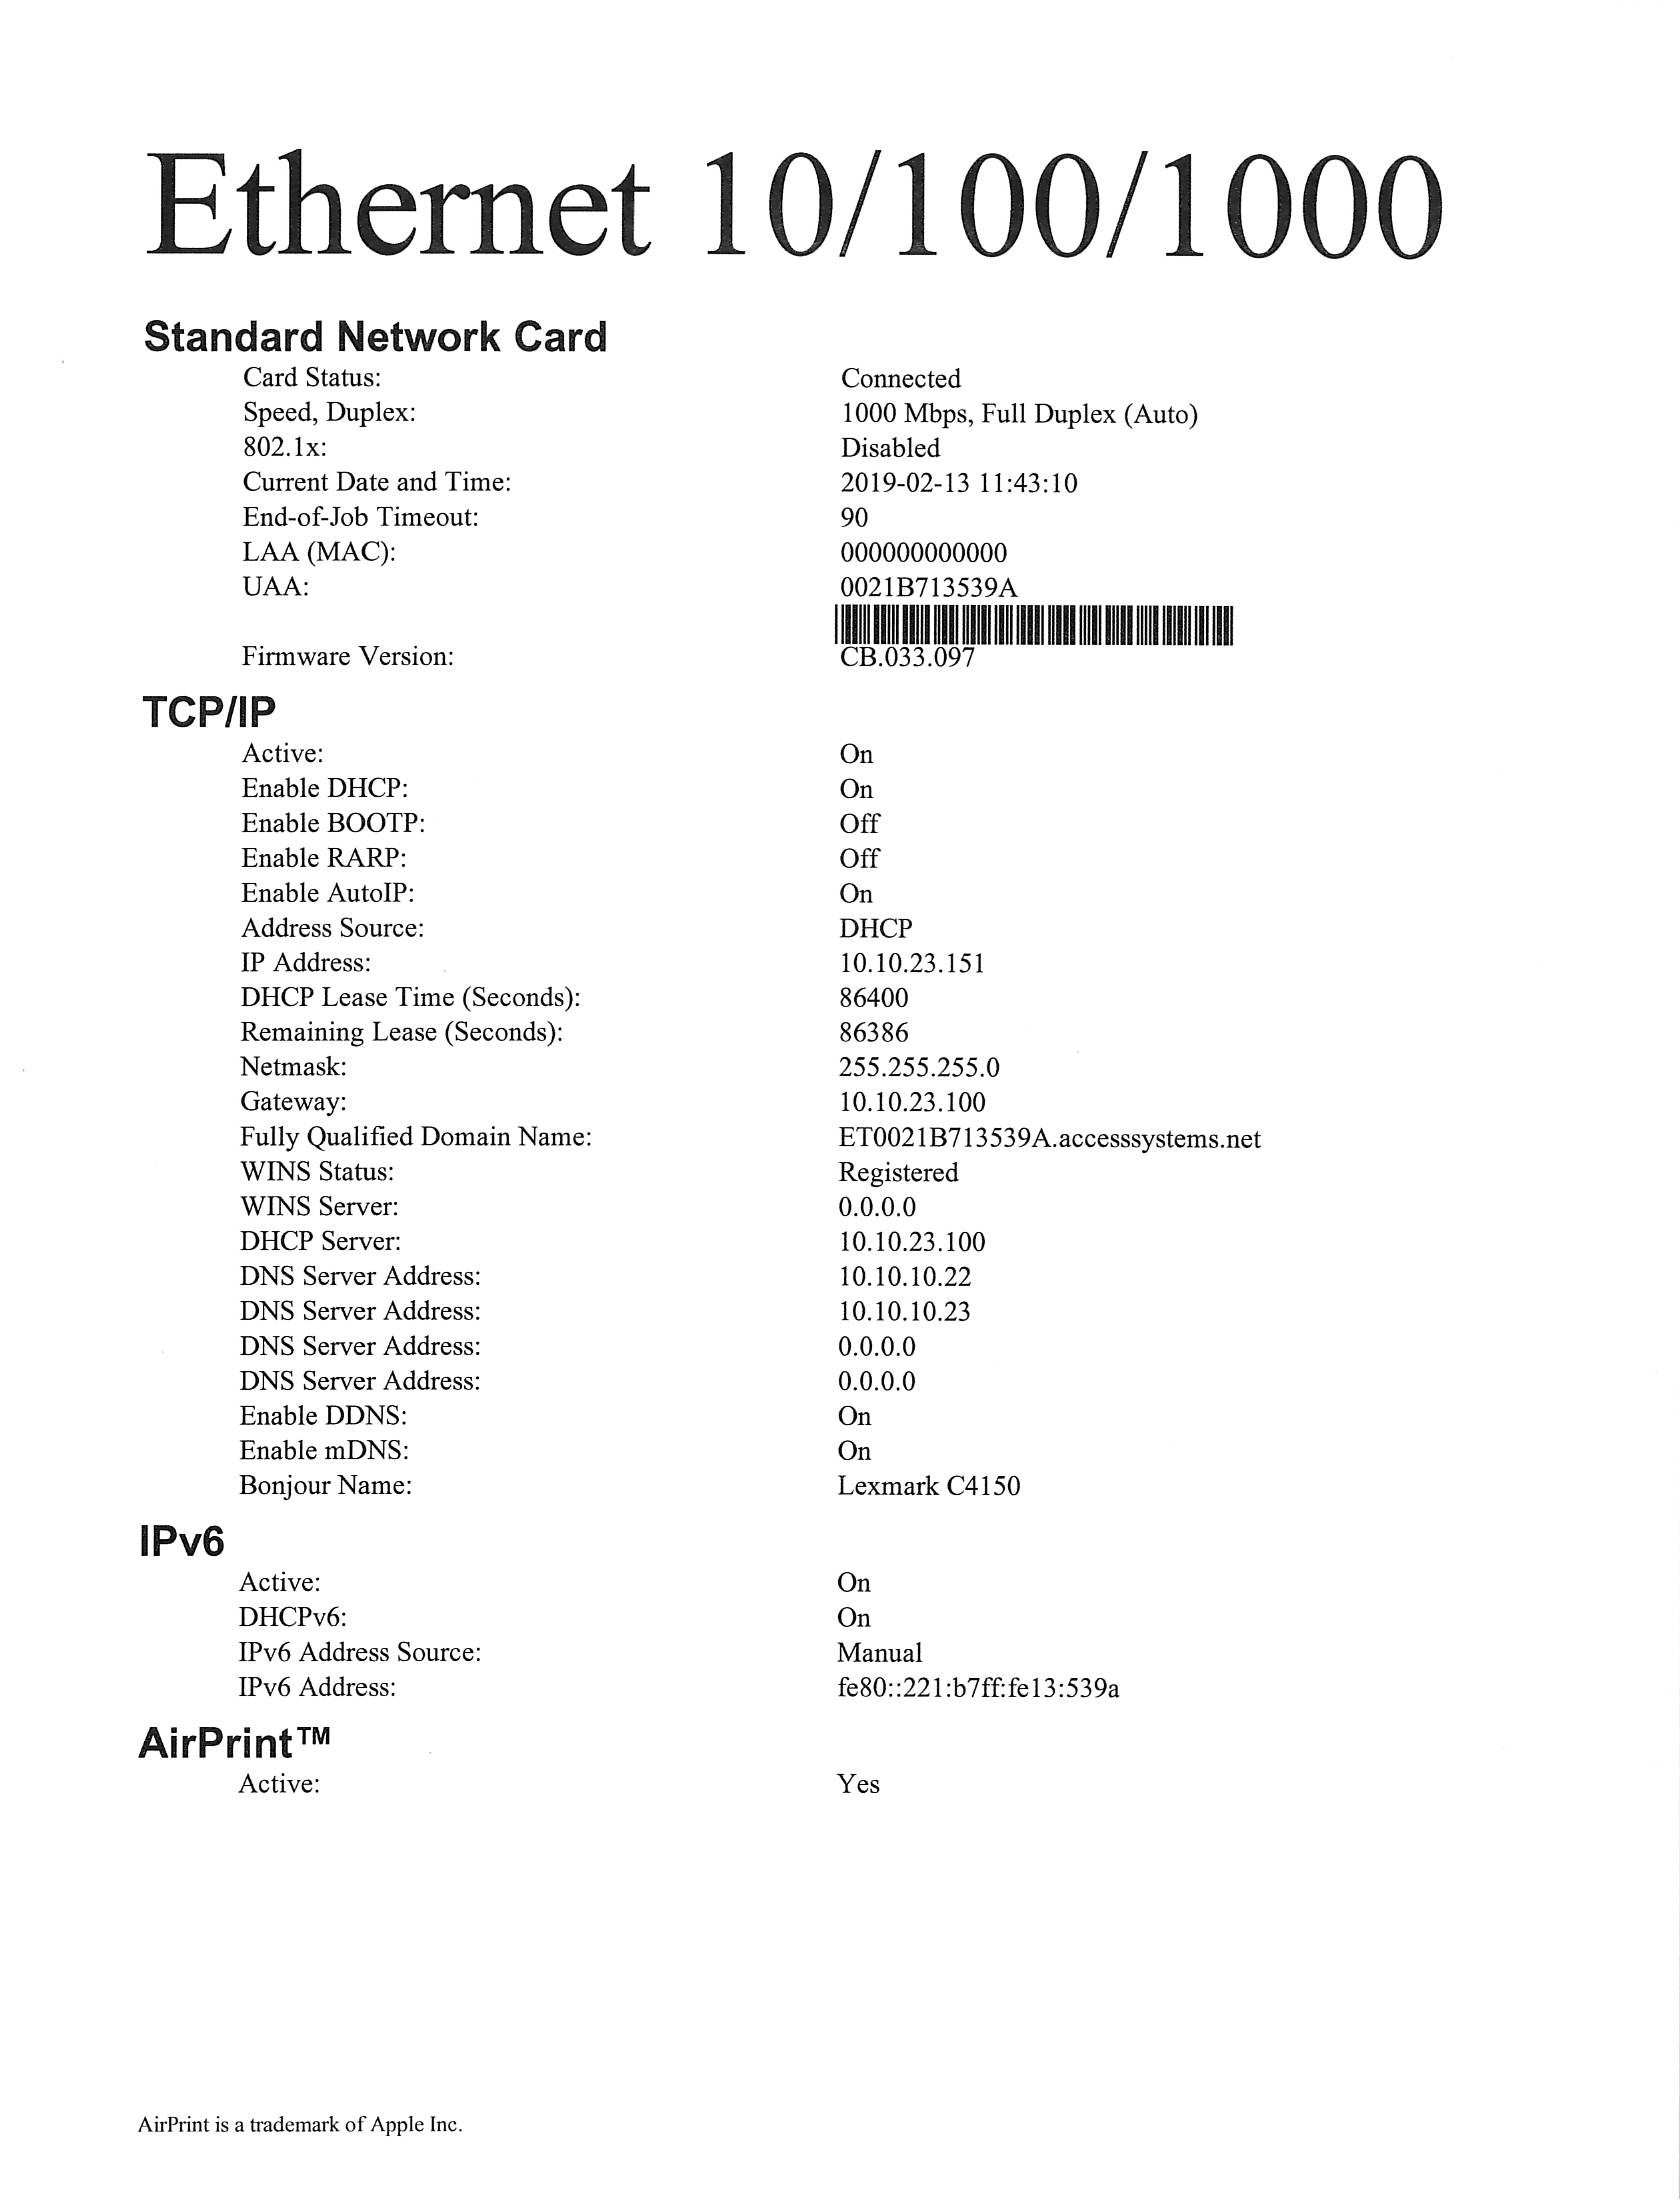 Ethernet 10/100/1000
Standard Network Card
Card Status: Connected
Speed, Duplex: 1000 Mbps, Full Duplex (Auto)
802.1x: Disabled
Current Date and Time: 2019-02-13 11:43:10
End-of-Job Timeout: 90
LAA (MAC): 000000000000
UAA: 0021B713539A
Firmware Version: CB.033.097
TCP/IP
Active: On
Enable DHCP: On
Enable BOOTP: Off
Enable RARP: Off
Enable AutoIP: On
Address Source: DHCP
IP Address: 10.10.23.151
DHCP Lease Time (Seconds): 86400
Remaining Lease (Seconds): 86386
Netmask: 255.255.255.0
Gateway: 10.10.23.100
Fully Qualified Domain Name: ET0021B713539A.accesssystems.net
WINS Status: Registered
WINS Server: 0.0.0.0
DHCP Server: 10.10.23.100
DNS Server Address: 10.10.10.22
DNS Server Address: 10.10.10.23
DNS Server Address: 0.0.0.0
DNS Server Address: 0.0.0.0
Enable DDNS: On
Enable mDNS: On
Bonjour Name: Lexmark C4150
IPv6
Active: On
DHCPv6: On
IPv6 Address Source: Manual
IPv6 Address: fe80::221:b7ff:fe13:539a
AirPrint™
Active: Yes
AirPrint is a trademark of Apple Inc.